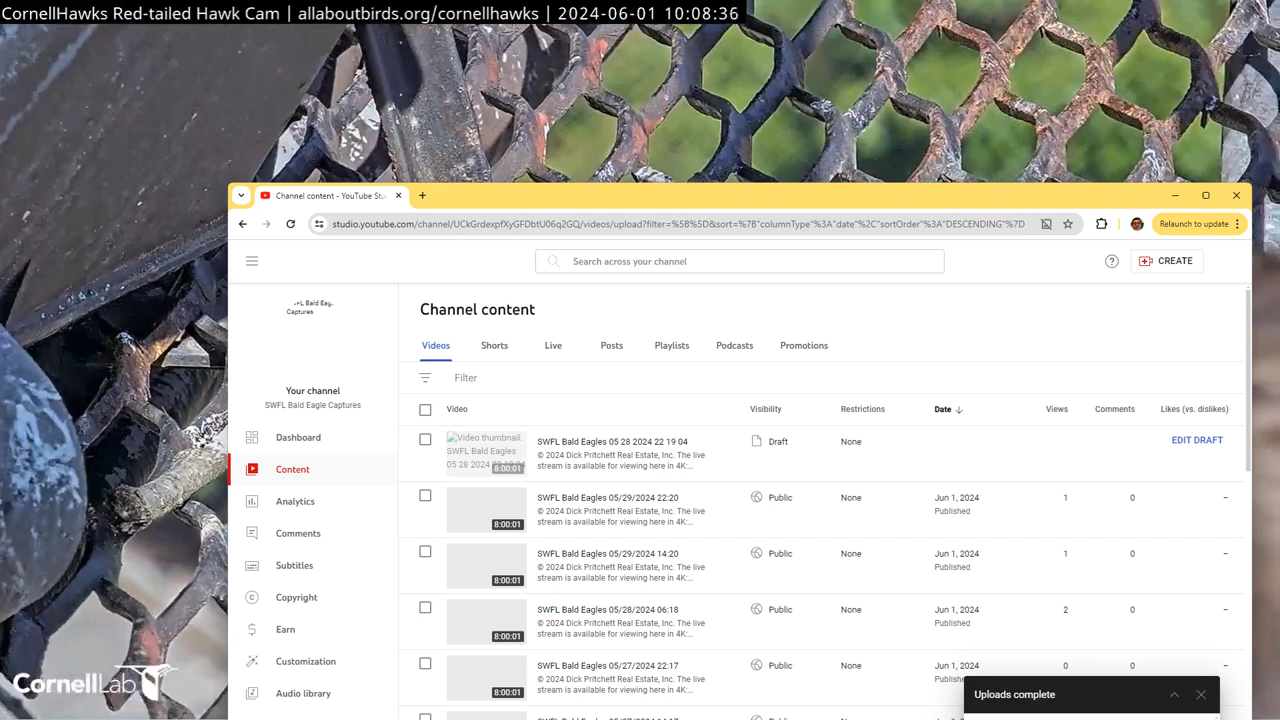 CornellHawks Red-tailed Hawk Cam | allaboutbirds.org/cornellhawks | 2024-06-01 10:08:36
Channel content - YouTube Stu
studio.youtube.com/channel/UCkGrdexpfXyGFDbtU06q2GQ/videos/upload?filter=%5B%5D&sort=%7B"columnType"%3A"date"%2C"sortOrder"%3A"DESCENDING"%7D
Relaunch to update
Search across your channel
CREATE
SWFL Bald Eag
Captures
Your channel
SWFL Bald Eagle Captures
Dashboard
Content
Analytics
Comments
Subtitles
Copyright
Earn
Customization
Audio library
Channel content
Videos Shorts Live Posts Playlists Podcasts Promotions
Filter
Video Visibility Restrictions Date Views Comments Likes (vs. dislikes)
Video thumbnail:
SWFL Bald Eagles
8:00:01
SWFL Bald Eagles 05 28 2024 22 19 04 Draft None EDIT DRAFT
© 2024 Dick Pritchett Real Estate, Inc. The live
stream is available for viewing here in 4K:...
8:00:01
SWFL Bald Eagles 05/29/2024 22:20 Public None Jun 1, 2024 1 0 –
© 2024 Dick Pritchett Real Estate, Inc. The live Published
stream is available for viewing here in 4K:...
8:00:01
SWFL Bald Eagles 05/29/2024 14:20 Public None Jun 1, 2024 1 0 –
© 2024 Dick Pritchett Real Estate, Inc. The live Published
stream is available for viewing here in 4K:...
8:00:01
SWFL Bald Eagles 05/28/2024 06:18 Public None Jun 1, 2024 2 0 –
© 2024 Dick Pritchett Real Estate, Inc. The live Published
stream is available for viewing here in 4K:...
8:00:01
SWFL Bald Eagles 05/27/2024 22:17 Public None Jun 1, 2024 0 0 –
© 2024 Dick Pritchett Real Estate, Inc. The live Publishe
stream is available for viewing here in 4K:...
8:00:01
Uploads complete
CornellLab